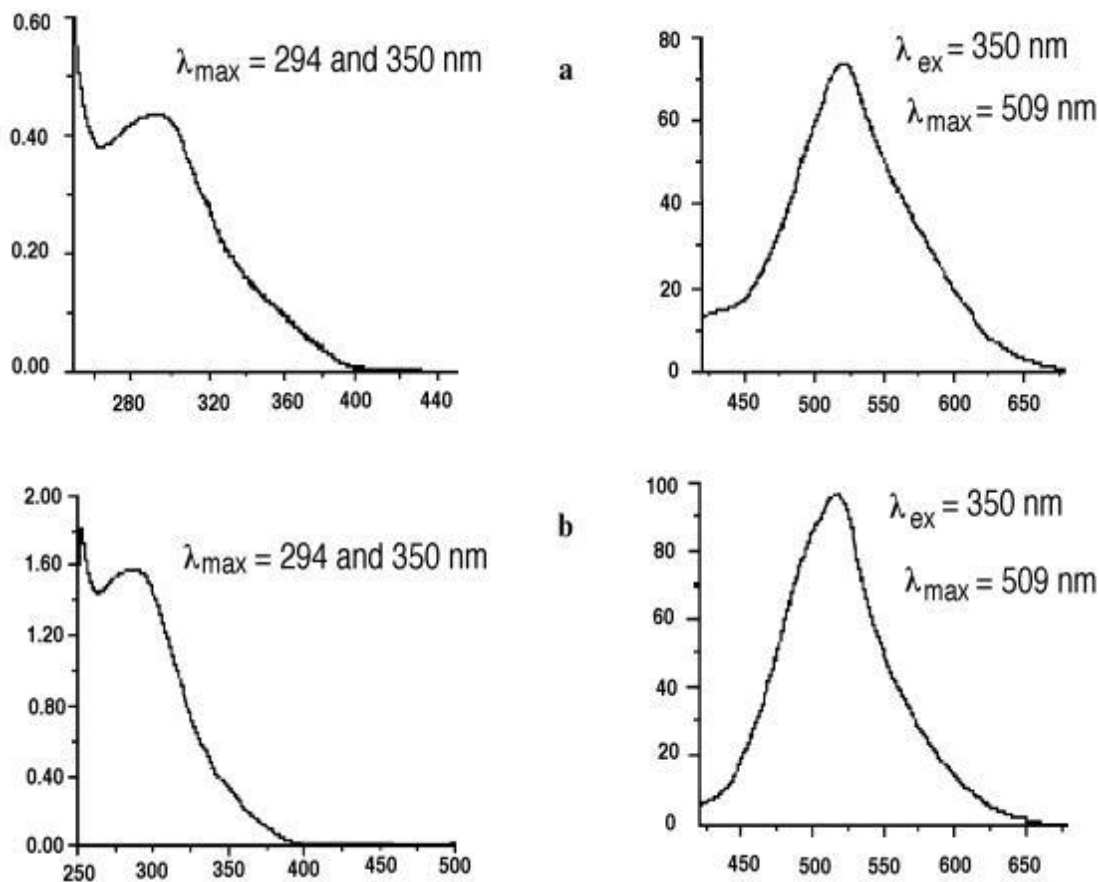 0.60
0.40
0.20
0.00
280 320 360 400 440
λmax = 294 and 350 nm
a
80
60
40
20
0
450 500 550 600 650
λex = 350 nm
λmax = 509 nm
2.00
1.60
1.20
0.80
0.40
0.00
250 300 350 400 450 500
λmax = 294 and 350 nm
b
100
80
60
40
20
0
450 500 550 600 650
λex = 350 nm
λmax = 509 nm